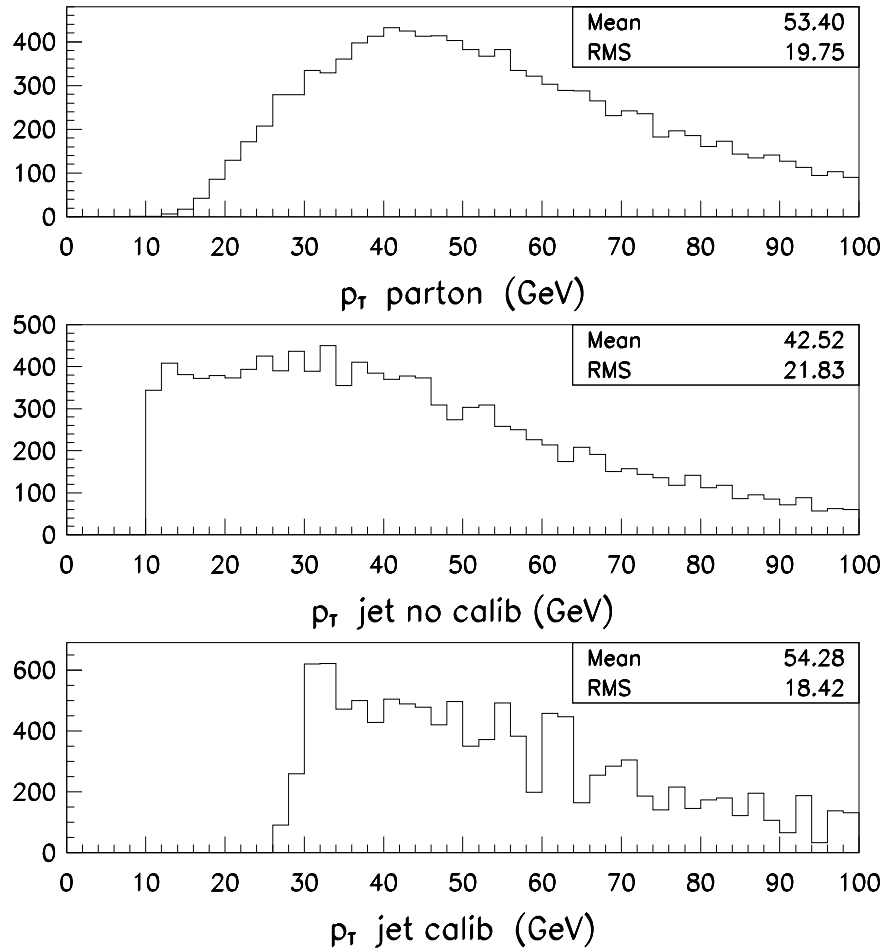 Mean 53.40
RMS 19.75
400
300
200
100
0
0 10 20 30 40 50 60 70 80 90 100
pT parton (GeV)
Mean 42.52
RMS 21.83
500
400
300
200
100
0
0 10 20 30 40 50 60 70 80 90 100
pT jet no calib (GeV)
Mean 54.28
RMS 18.42
600
400
200
0
0 10 20 30 40 50 60 70 80 90 100
pT jet calib (GeV)